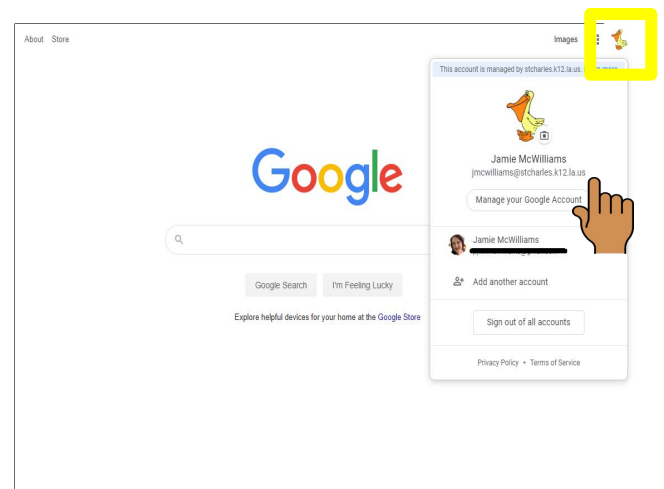 About Store
Images
This account is managed by stcharles.k12.la.us.
Jamie McWilliams
jmcwilliams@stcharles.k12.la.us
Manage your Google Account
Google
Jamie McWilliams
Add another account
Google Search I'm Feeling Lucky
Explore helpful devices for your home at the Google Store
Sign out of all accounts
Privacy Policy • Terms of Service